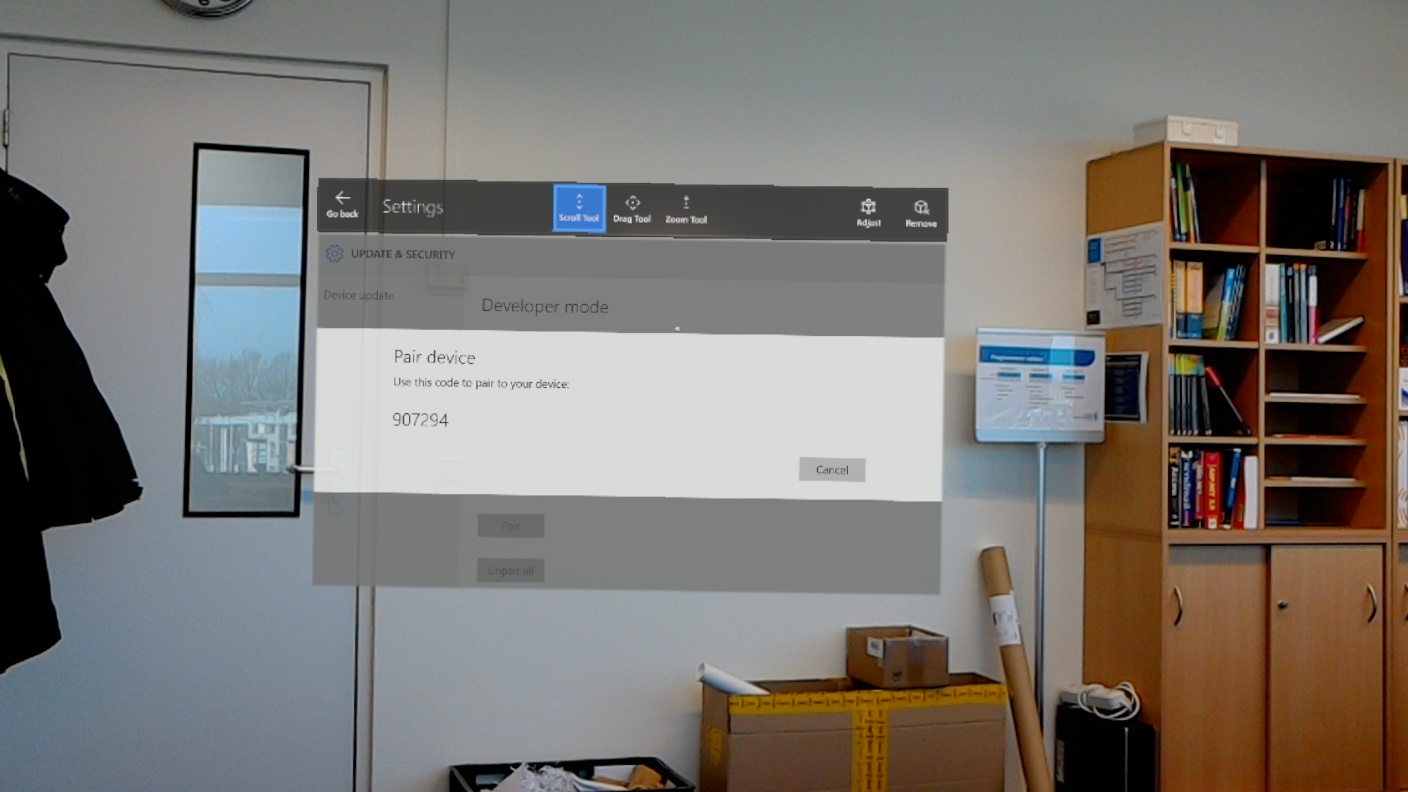 Go back
Settings
Scroll Tool
Drag Tool
Zoom Tool
Adjust
Remove
UPDATE & SECURITY
Device update
Developer mode
Pair device
Use this code to pair to your device:
907294
Cancel
Pair
Unpair all